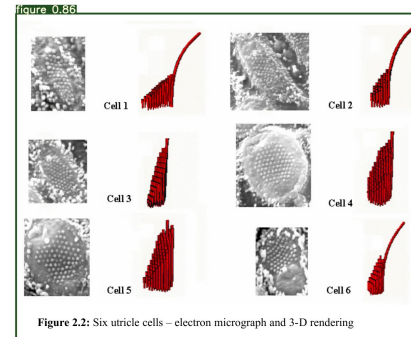 figure 0.86
Cell 1
Cell 2
Cell 3
Cell 4
Cell 5
Cell 6
Figure 2.2: Six utricle cells – electron micrograph and 3-D rendering